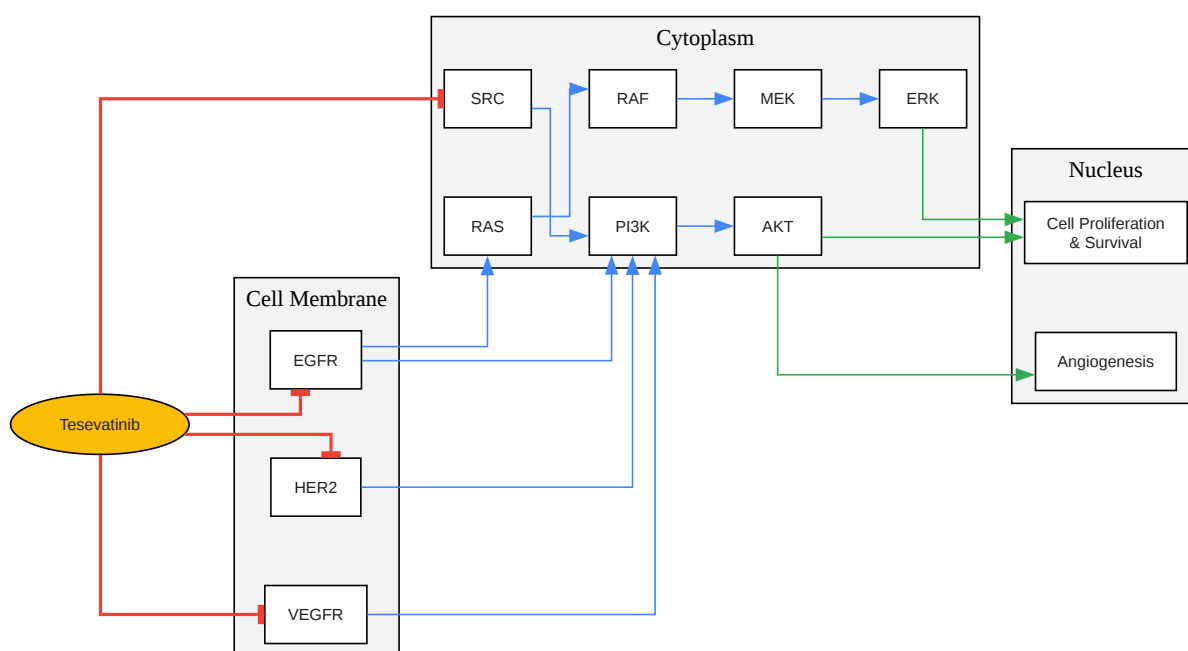 Cytoplasm
SRC
RAF
MEK
ERK
RAS
PI3K
AKT
Nucleus
Cell Proliferation
& Survival
Angiogenesis
Cell Membrane
EGFR
HER2
VEGFR
Tesevatinib